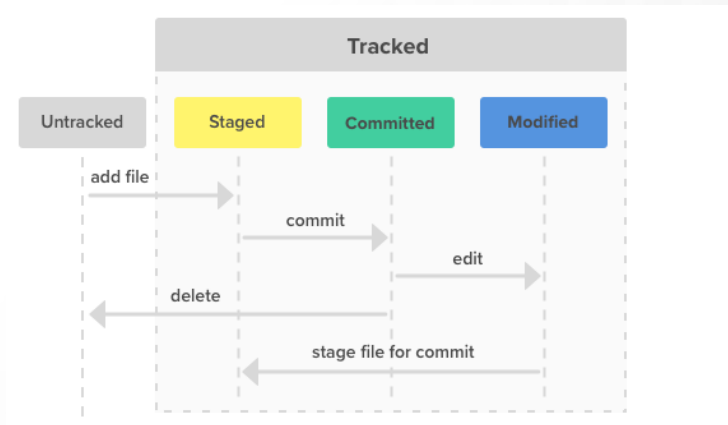 Tracked
Untracked
Staged
Committed
Modified
add file
commit
edit
delete
stage file for commit